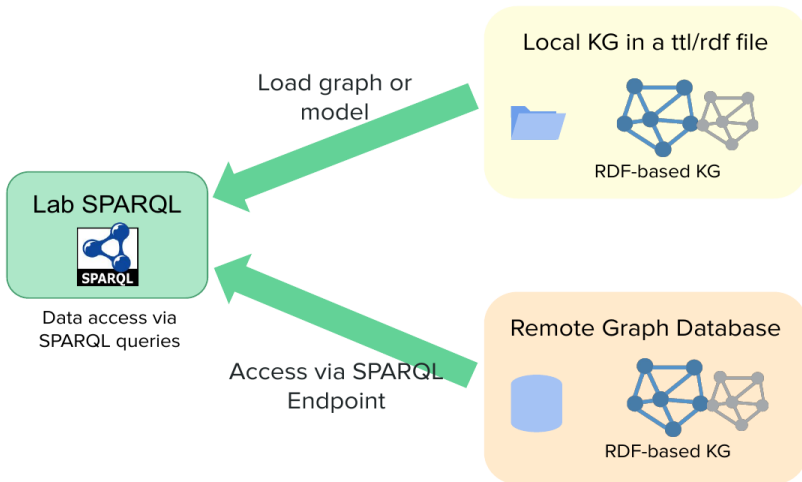 Local KG in a ttl/rdf file
RDF-based KG
Load graph or
model
Lab SPARQL
SPARQL
Data access via
SPARQL queries
Access via SPARQL
Endpoint
Remote Graph Database
RDF-based KG